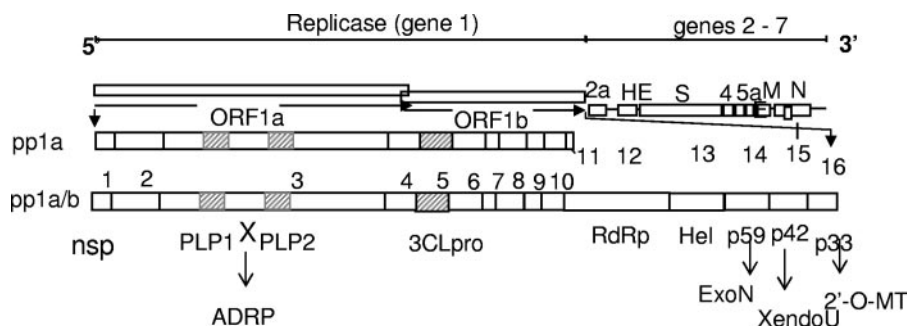 Replicase (gene 1) genes 2 - 7
5' 3'
2a HE S 4 5a E M N
ORF1a ORF1b
pp1a 11 12 13 14 15 16
1 2 3 4 5 6 7 8 9 10
pp1a/b
nsp PLP1 X PLP2 3CLpro RdRp Hel p59 p42 p33
ExoN 2'-O-MT
ADRP XendoU